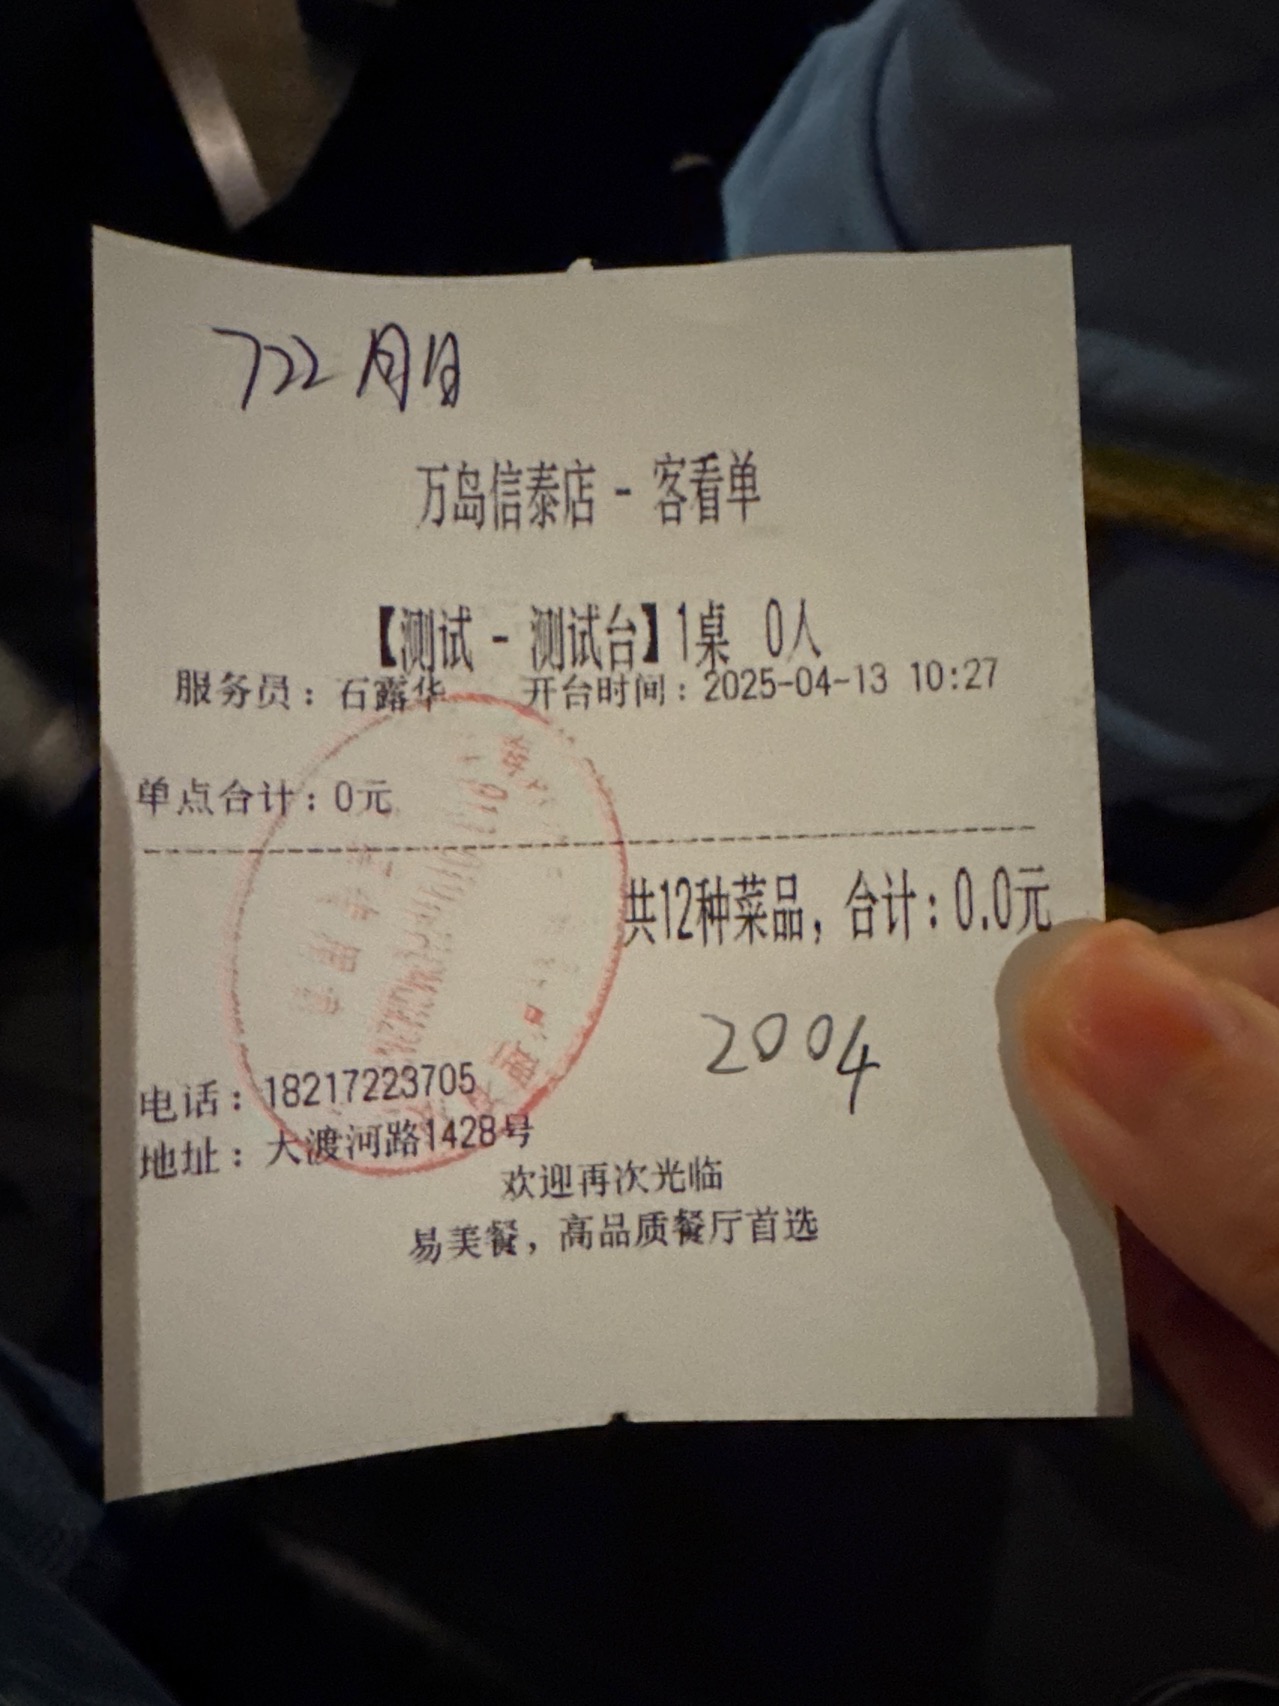 722 月日
万岛信泰店 - 客看单
【测试 - 测试台】1桌 0人
服务员：石露华 开台时间：2025-04-13 10:27
单点合计：0元
共12种菜品，合计：0.0元
2004
电话：18217223705
地址：大渡河路1428号
欢迎再次光临
易美餐，高品质餐厅首选